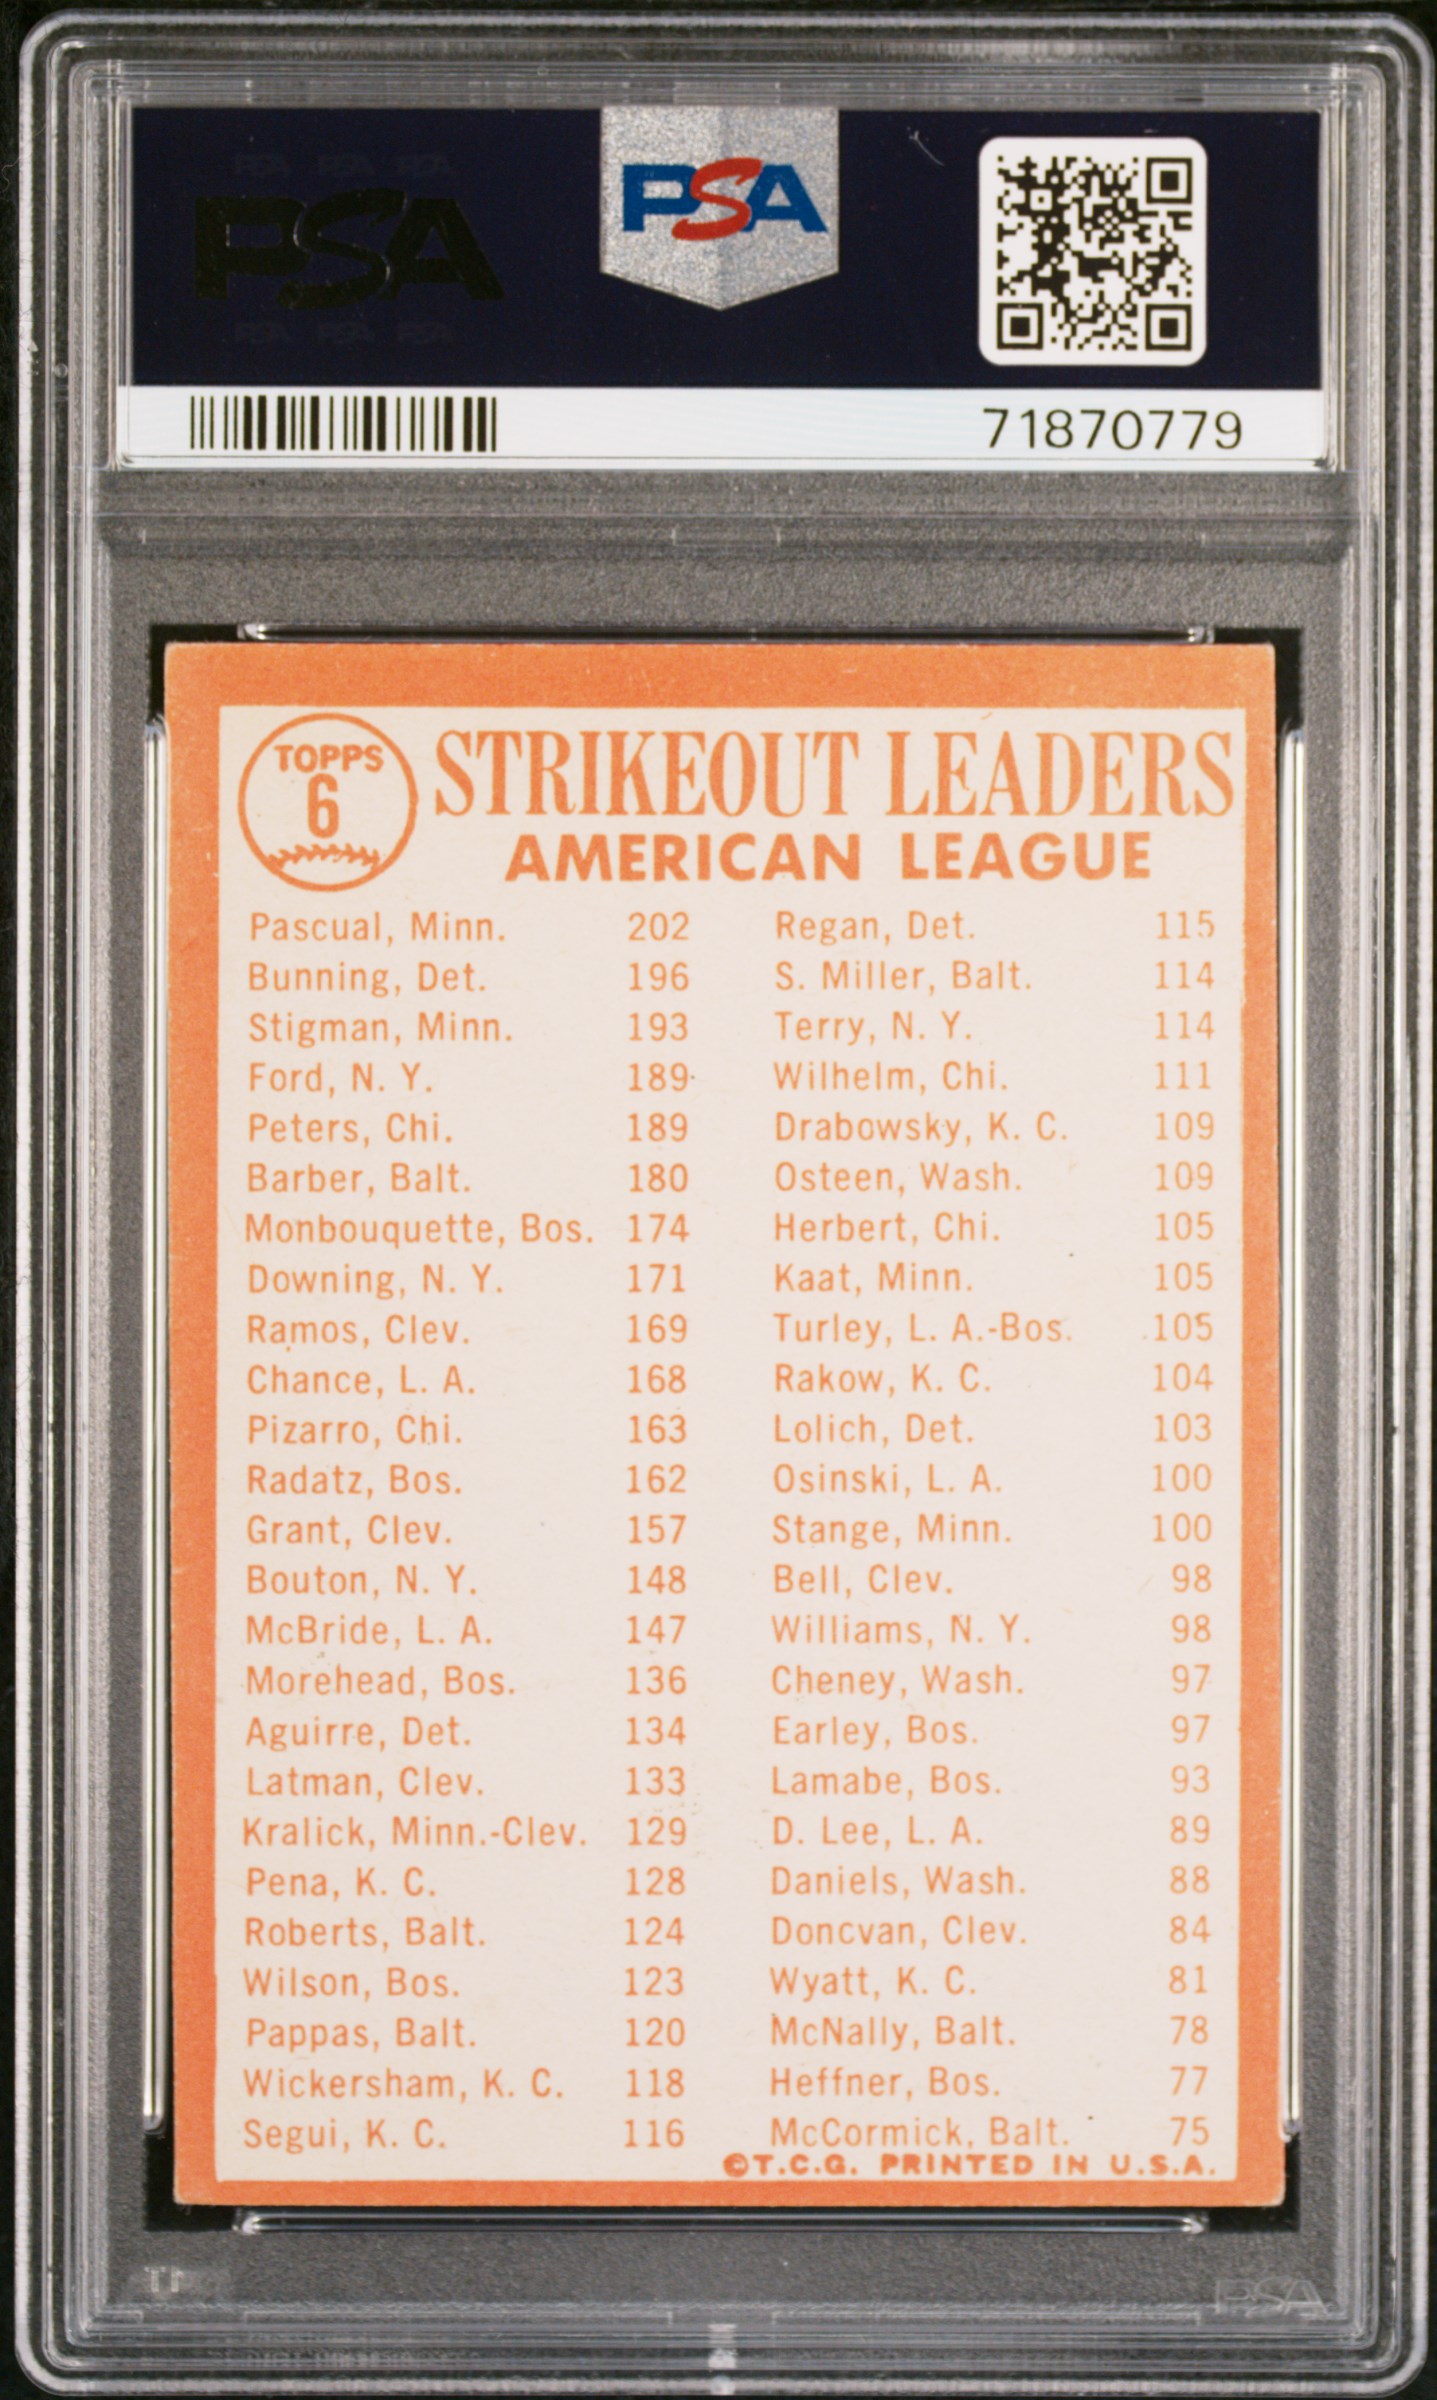 PSA PSA PSA
PSA
PSA PSA PSA
PSA
71870779
TOPPS
6
STRIKEOUT LEADERS
AMERICAN LEAGUE
Pascual, Minn. 202 Regan, Det. 115
Bunning, Det. 196 S. Miller, Balt. 114
Stigman, Minn. 193 Terry, N. Y. 114
Ford, N. Y. 189 Wilhelm, Chi. 111
Peters, Chi. 189 Drabowsky, K. C. 109
Barber, Balt. 180 Osteen, Wash. 109
Monbouquette, Bos. 174 Herbert, Chi. 105
Downing, N. Y. 171 Kaat, Minn. 105
Ramos, Clev. 169 Turley, L. A.-Bos. 105
Chance, L. A. 168 Rakow, K. C. 104
Pizarro, Chi. 163 Lolich, Det. 103
Radatz, Bos. 162 Osinski, L. A. 100
Grant, Clev. 157 Stange, Minn. 100
Bouton, N. Y. 148 Bell, Clev. 98
McBride, L. A. 147 Williams, N. Y. 98
Morehead, Bos. 136 Cheney, Wash. 97
Aguirre, Det. 134 Earley, Bos. 97
Latman, Clev. 133 Lamabe, Bos. 93
Kralick, Minn.-Clev. 129 D. Lee, L. A. 89
Pena, K. C. 128 Daniels, Wash. 88
Roberts, Balt. 124 Doncvan, Clev. 84
Wilson, Bos. 123 Wyatt, K. C. 81
Pappas, Balt. 120 McNally, Balt. 78
Wickersham, K. C. 118 Heffner, Bos. 77
Segui, K. C. 116 McCormick, Balt. 75
©T.C.G. PRINTED IN U.S.A.
PSA